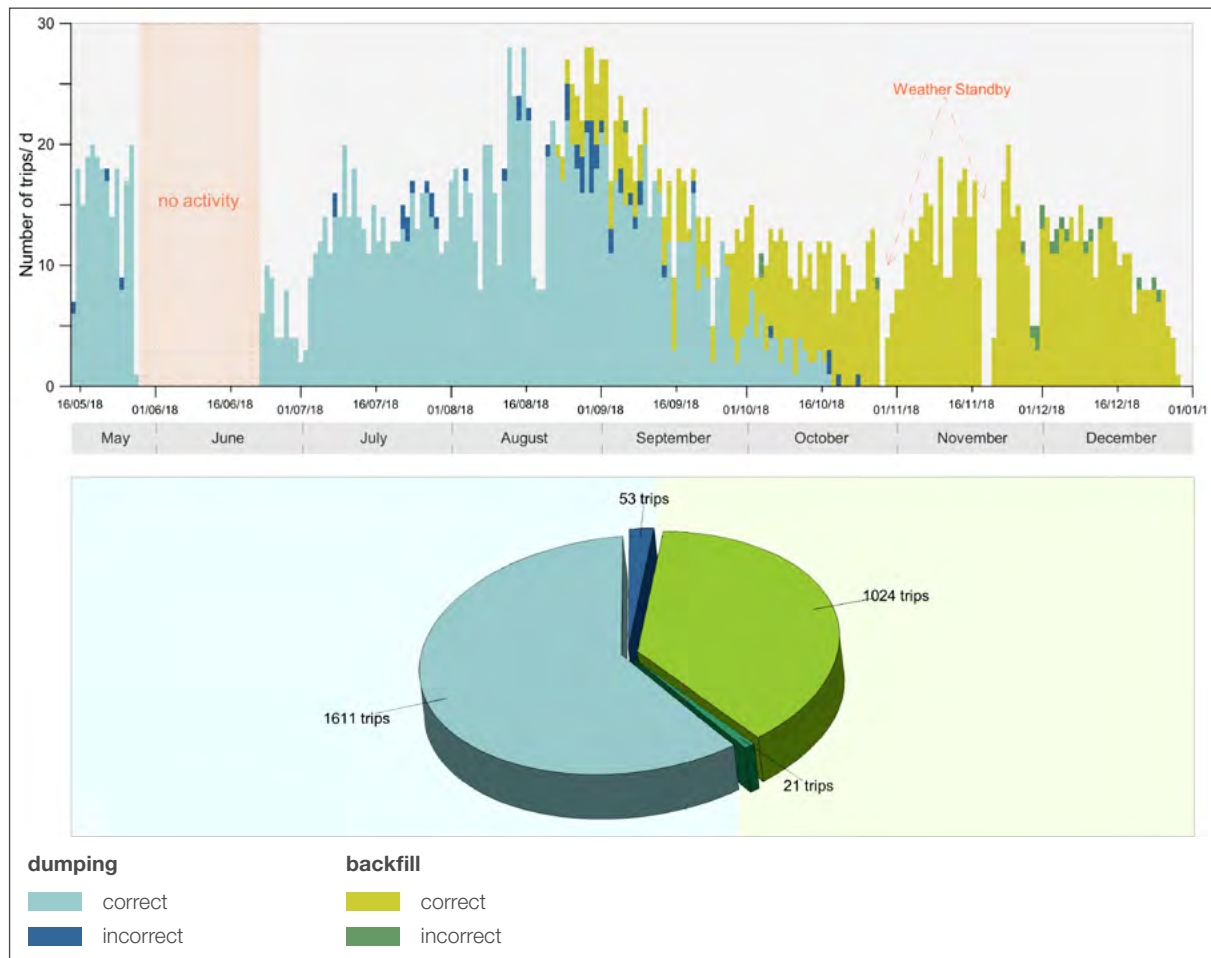 30
20
10
0
Number of trips/ d
no activity
Weather Standby
16/05/18 01/06/18 16/06/18 01/07/18 16/07/18 01/08/18 16/08/18 01/09/18 16/09/18 01/10/18 16/10/18 01/11/18 16/11/18 01/12/18 16/12/18 01/01/1
May June July August September October November December
53 trips
1024 trips
1611 trips
21 trips
dumping backfill
correct correct
incorrect incorrect